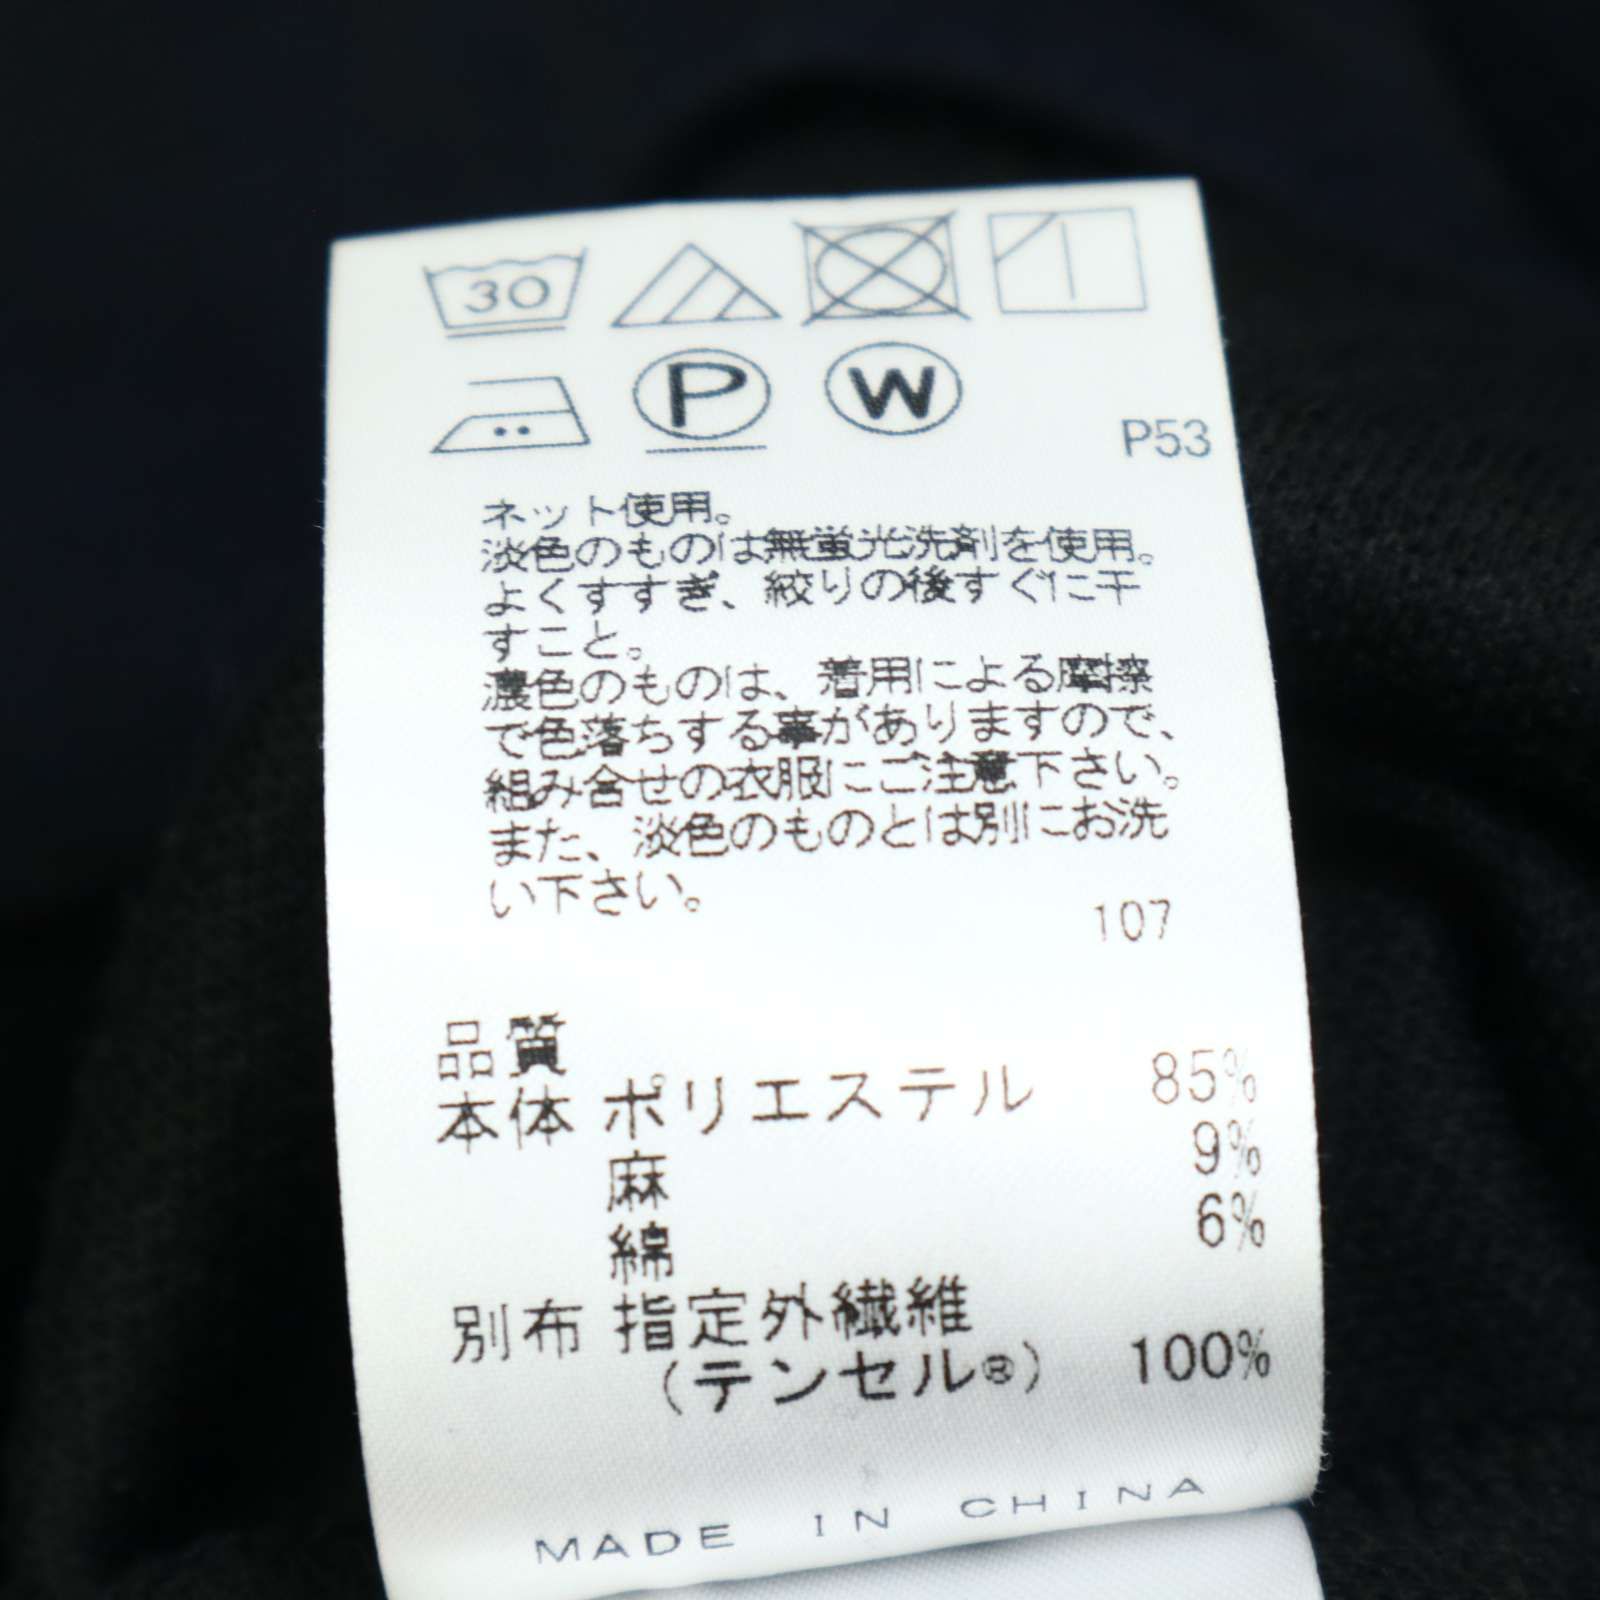 30
P W
P53
ネット使用。
淡色のものは無蛍光洗剤を使用。
よくすすぎ、絞りの後すぐに干
すこと。
濃色のものは、着用による摩擦
で色落ちする事がありますので、
組み合せの衣服にご注意下さい。
また、淡色のものとは別にお洗
い下さい。
107
品質
本体 ポリエステル 85%
麻 9%
綿 6%
別布 指定外繊維
(テンセル®) 100%
MADE IN CHINA